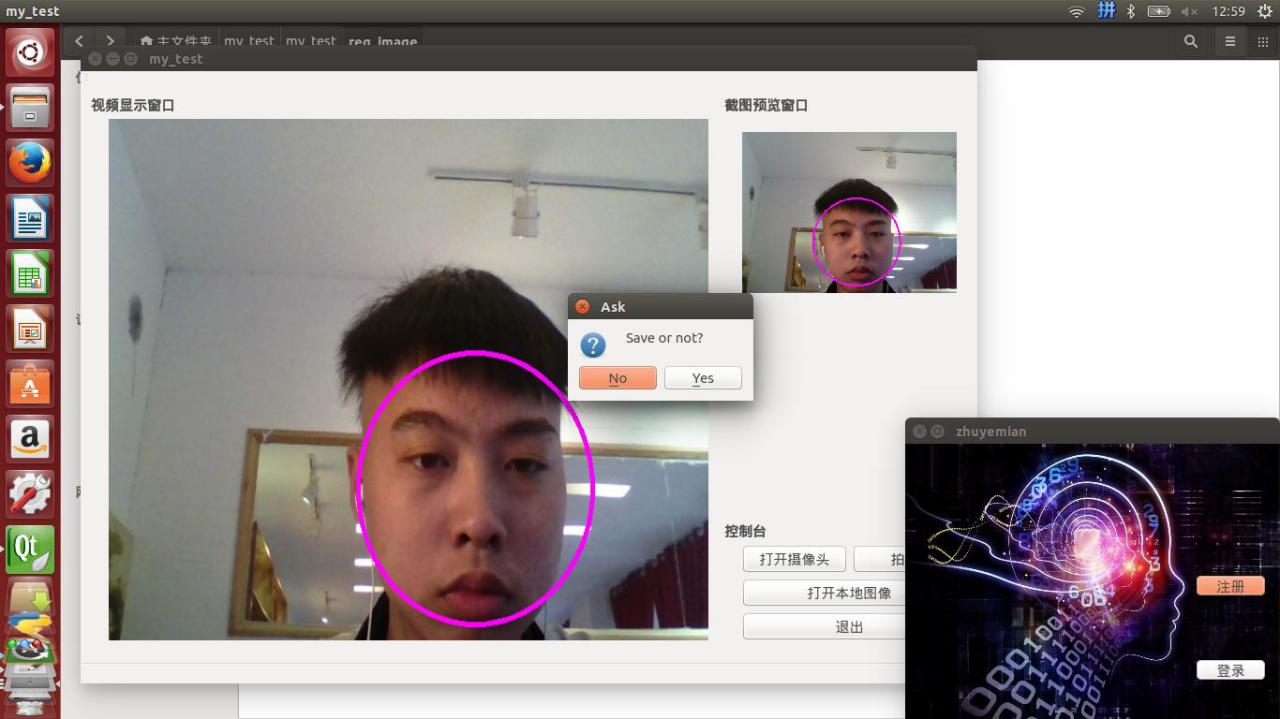 my_test
12:59
主文件夹 my_test my_test reg_image
my_test
视频显示窗口
截图预览窗口
Ask
Save or not?
No Yes
zhuyemian
控制台
打开摄像头 拍
打开本地图像
退出
注册
登录